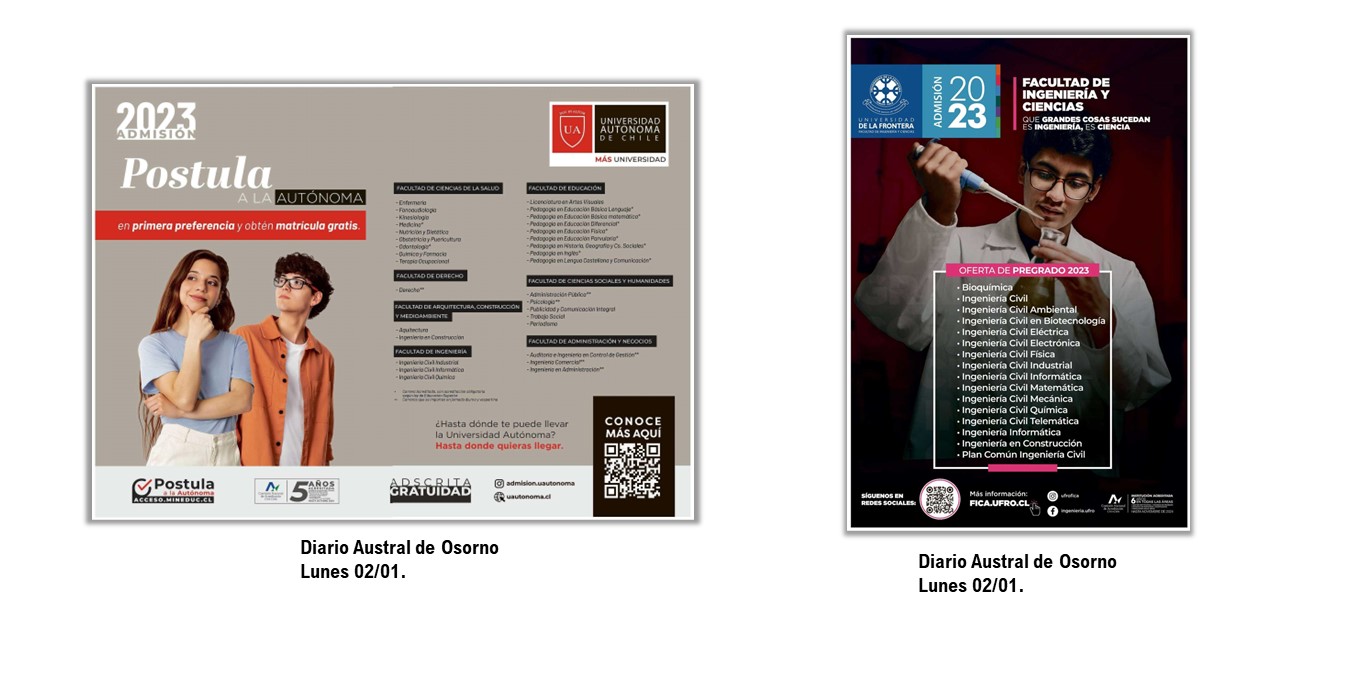 2023
ADMISIÓN
Postula
A LA AUTÓNOMA
en primera preferencia y obtén matrícula gratis.
UA
UNIVERSIDAD
AUTÓNOMA
DE CHILE
MÁS UNIVERSIDAD
FACULTAD DE CIENCIAS DE LA SALUD
- Enfermería
- Fonoaudiología
- Kinesiología
- Medicina*
- Nutrición y Dietética
- Obstetricia y Puericultura
- Odontología*
- Química y Farmacia
- Terapia Ocupacional
FACULTAD DE DERECHO
- Derecho**
FACULTAD DE ARQUITECTURA, CONSTRUCCIÓN
Y MEDIOAMBIENTE
- Arquitectura
- Ingeniería en Construcción
FACULTAD DE INGENIERÍA
- Ingeniería Civil Industrial
- Ingeniería Civil Informática
- Ingeniería Civil Química
FACULTAD DE EDUCACIÓN
- Licenciatura en Artes Visuales
- Pedagogía en Educación Básica Lenguaje*
- Pedagogía en Educación Básica matemática*
- Pedagogía en Educación Diferencial*
- Pedagogía en Educación Física*
- Pedagogía en Educación Parvularia*
- Pedagogía en Historia, Geografía y Cs. Sociales*
- Pedagogía en Inglés*
- Pedagogía en Lengua Castellana y Comunicación*
FACULTAD DE CIENCIAS SOCIALES Y HUMANIDADES
- Administración Pública**
- Psicología**
- Publicidad y Comunicación Integral
- Trabajo Social
- Periodismo
FACULTAD DE ADMINISTRACIÓN Y NEGOCIOS
- Auditoría e Ingeniería en Control de Gestión**
- Ingeniería Comercial**
- Ingeniería en Administración**
¿Hasta dónde te puede llevar
la Universidad Autónoma?
Hasta donde quieras llegar.
CONOCE
MÁS AQUÍ
Postula
a la Autónoma
ACCESO.MINEDUC.CL
5 AÑOS
ADSCRITA
GRATUIDAD
admision.uautonoma
uautonoma.cl
Diario Austral de Osorno
Lunes 02/01.
UNIVERSIDAD
DE LA FRONTERA
FACULTAD DE INGENIERÍA Y CIENCIAS
ADMISIÓN
20
23
FACULTAD DE
INGENIERÍA Y
CIENCIAS
QUE GRANDES COSAS SUCEDAN
ES INGENIERÍA, ES CIENCIA
OFERTA DE PREGRADO 2023
• Bioquímica
• Ingeniería Civil
• Ingeniería Civil Ambiental
• Ingeniería Civil en Biotecnología
• Ingeniería Civil Eléctrica
• Ingeniería Civil Electrónica
• Ingeniería Civil Física
• Ingeniería Civil Industrial
• Ingeniería Civil Informática
• Ingeniería Civil Matemática
• Ingeniería Civil Mecánica
• Ingeniería Civil Química
• Ingeniería Civil Telemática
• Ingeniería Informática
• Ingeniería en Construcción
• Plan Común Ingeniería Civil
SÍGUENOS EN
REDES SOCIALES:
Más información:
FICA.UFRO.CL
ufrofica
ingenieria.ufro
6
Diario Austral de Osorno
Lunes 02/01.